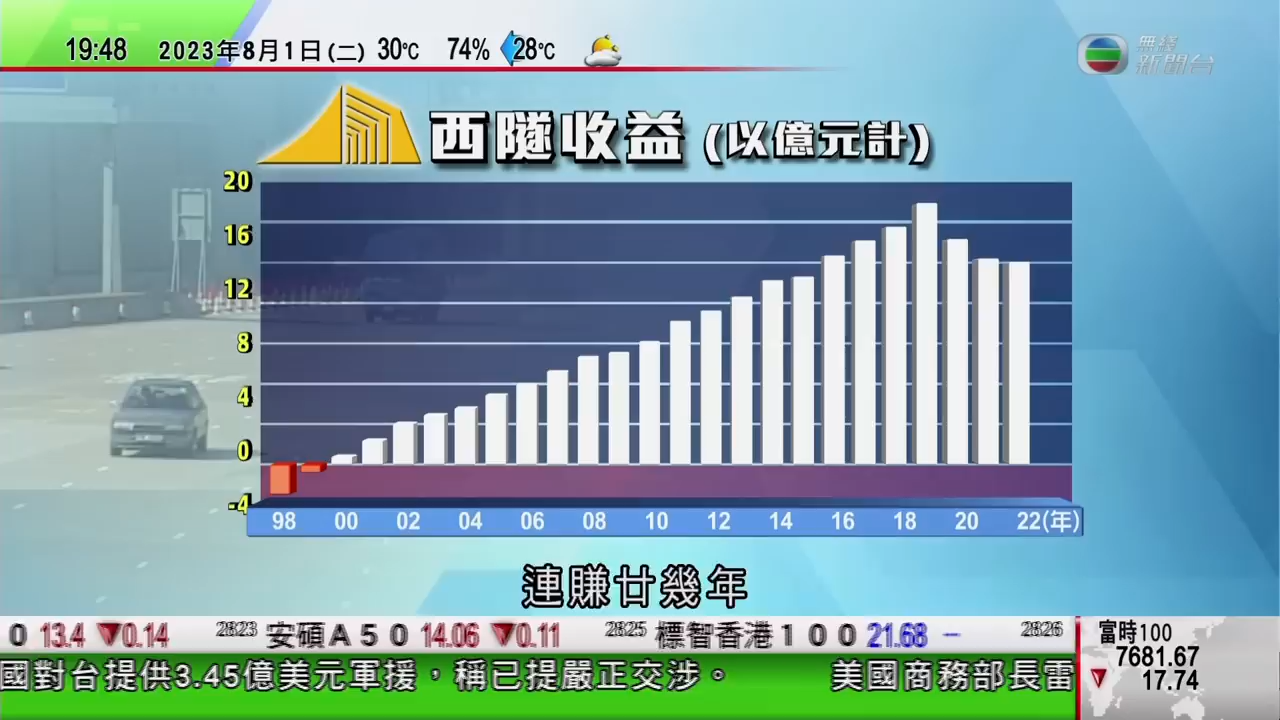 19:48 2023年8月1日(二) 30℃ 74% 28℃
無綫
新聞台
西隧收益 (以億元計)
20
16
12
8
4
0
-4
98 00 02 04 06 08 10 12 14 16 18 20 22(年)
連賺廿幾年
0 13.4 ▼0.14 2823 安碩A50 14.06 ▼0.11 2825 標智香港100 21.68 – 2826
富時100
7681.67
▼ 17.74
國對台提供3.45億美元軍援，稱已提嚴正交涉。 美國商務部長雷